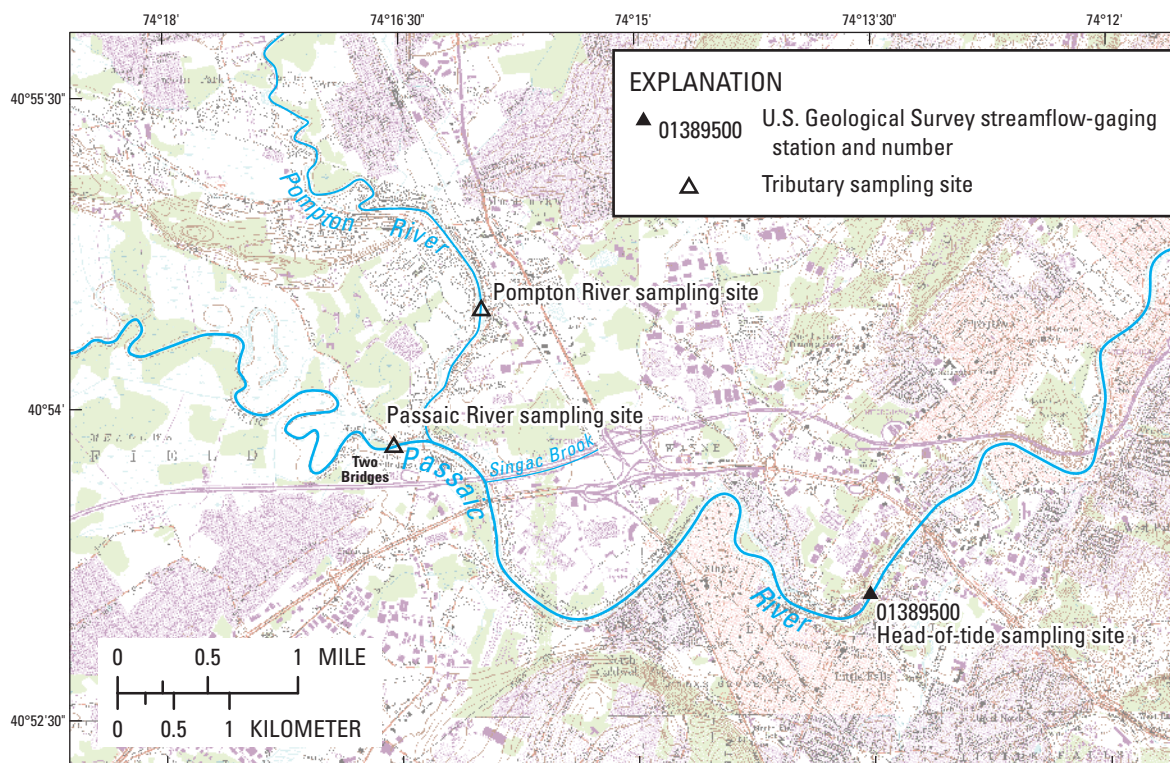 74°18'
74°16'30"
74°15'
74°13'30"
74°12'
40°55'30"
40°54'
40°52'30"
EXPLANATION
01389500
U.S. Geological Survey streamflow-gaging
station and number
Tributary sampling site
Pompton River
Pompton River sampling site
Passaic River sampling site
Two
Bridges
Singac Brook
Passaic
River
WAYNE
01389500
Head-of-tide sampling site
Little Falls
0 0.5 1 MILE
0 0.5 1 KILOMETER